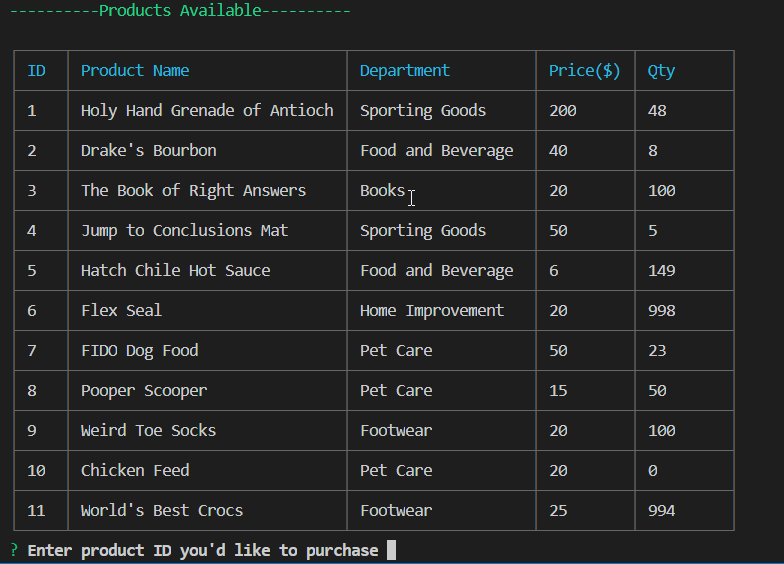 ----------Products Available----------
ID Product Name Department Price($) Qty
1 Holy Hand Grenade of Antioch Sporting Goods 200 48
2 Drake's Bourbon Food and Beverage 40 8
3 The Book of Right Answers Books 20 100
4 Jump to Conclusions Mat Sporting Goods 50 5
5 Hatch Chile Hot Sauce Food and Beverage 6 149
6 Flex Seal Home Improvement 20 998
7 FIDO Dog Food Pet Care 50 23
8 Pooper Scooper Pet Care 15 50
9 Weird Toe Socks Footwear 20 100
10 Chicken Feed Pet Care 20 0
11 World's Best Crocs Footwear 25 994
? Enter product ID you'd like to purchase